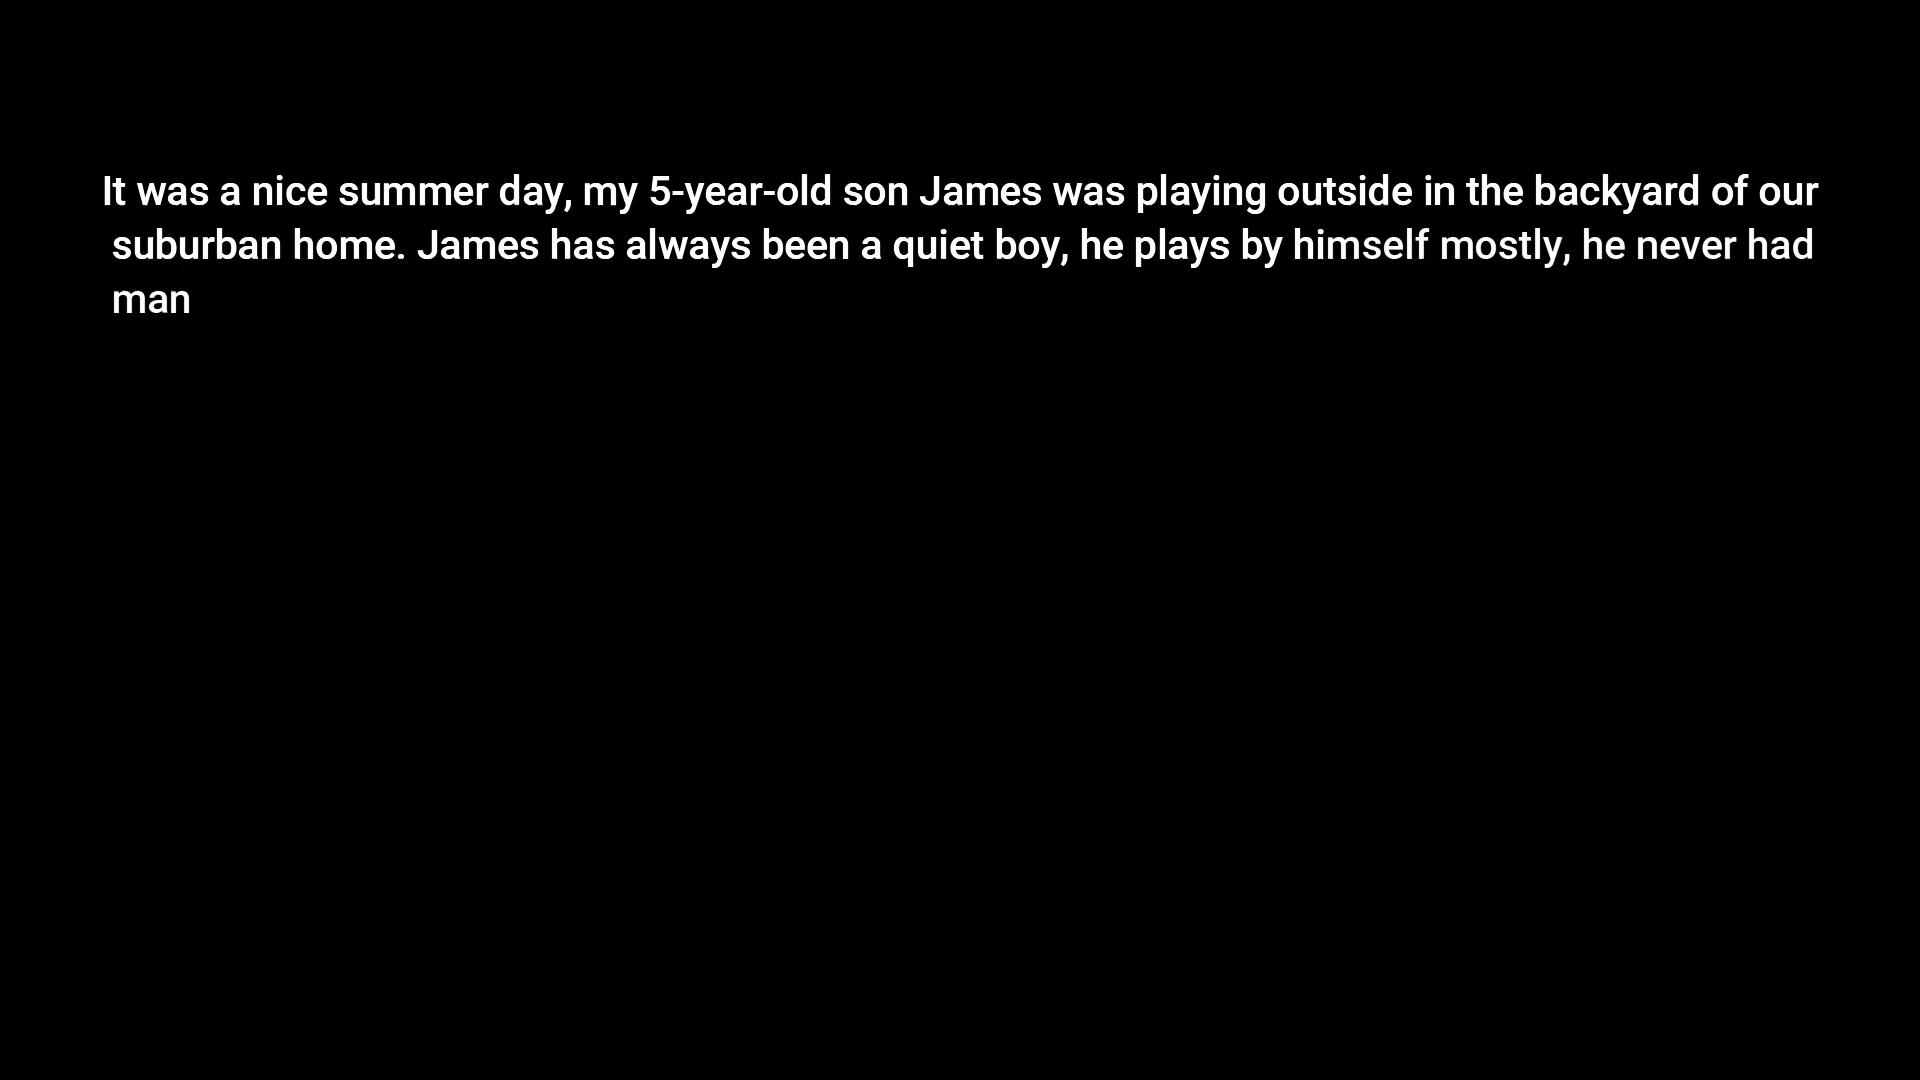 It was a nice summer day, my 5-year-old son James was playing outside in the backyard of our
suburban home. James has always been a quiet boy, he plays by himself mostly, he never had
man